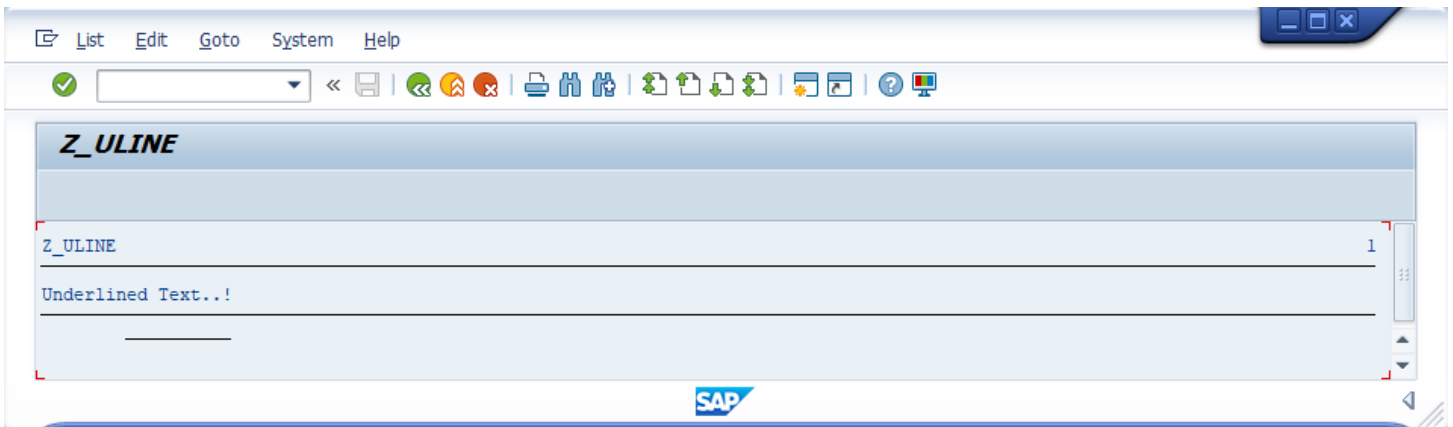 List Edit Goto System Help
Z_ULINE
Z_ULINE 1
Underlined Text..!
SAP